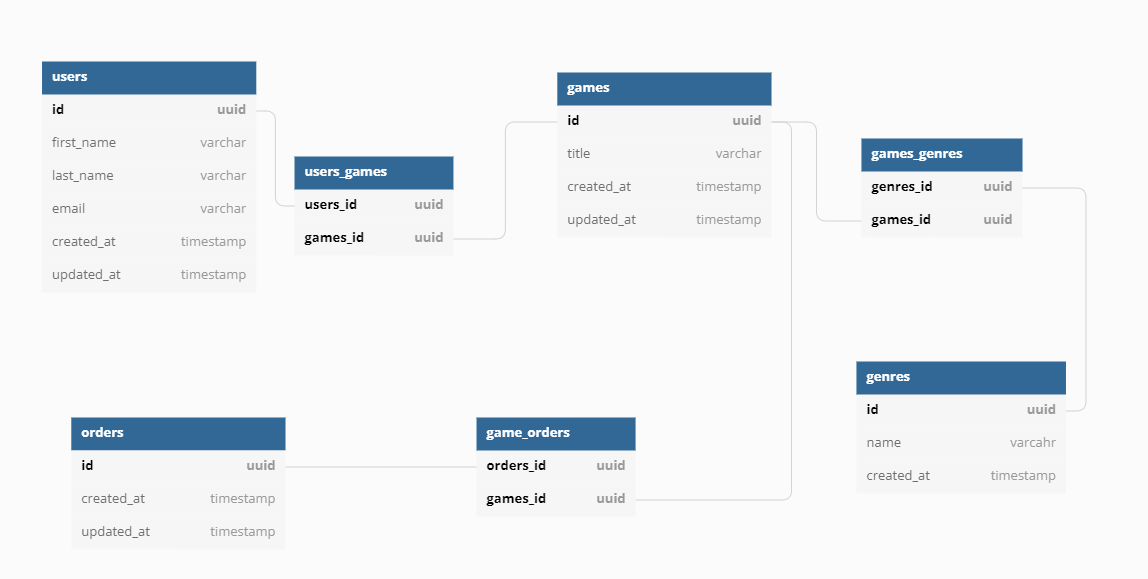 users
id uuid
first_name varchar
last_name varchar
email varchar
created_at timestamp
updated_at timestamp
users_games
users_id uuid
games_id uuid
games
id uuid
title varchar
created_at timestamp
updated_at timestamp
games_genres
genres_id uuid
games_id uuid
orders
id uuid
created_at timestamp
updated_at timestamp
game_orders
orders_id uuid
games_id uuid
genres
id uuid
name varcahr
created_at timestamp